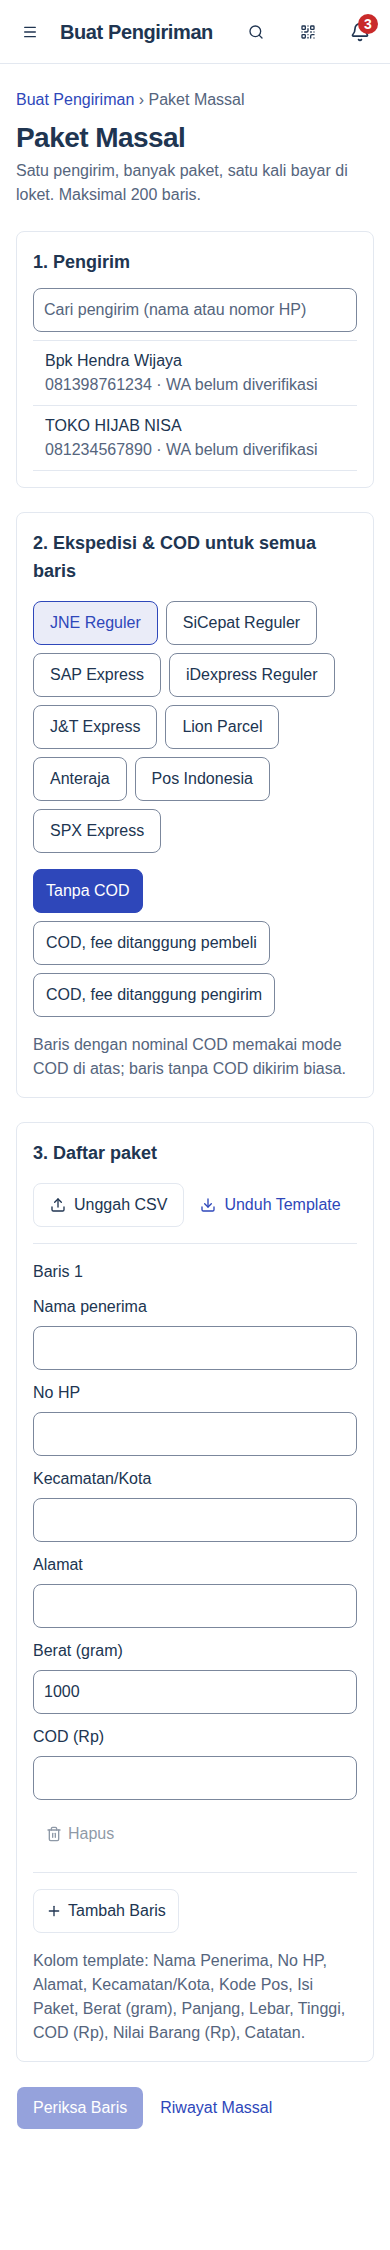 Buat Pengiriman
3
Buat Pengiriman › Paket Massal
Paket Massal
Satu pengirim, banyak paket, satu kali bayar di
loket. Maksimal 200 baris.
1. Pengirim
Cari pengirim (nama atau nomor HP)
Bpk Hendra Wijaya
081398761234 · WA belum diverifikasi
TOKO HIJAB NISA
081234567890 · WA belum diverifikasi
2. Ekspedisi & COD untuk semua
baris
JNE Reguler
SiCepat Reguler
SAP Express
iDexpress Reguler
J&T Express
Lion Parcel
Anteraja
Pos Indonesia
SPX Express
Tanpa COD
COD, fee ditanggung pembeli
COD, fee ditanggung pengirim
Baris dengan nominal COD memakai mode
COD di atas; baris tanpa COD dikirim biasa.
3. Daftar paket
Unggah CSV
Unduh Template
Baris 1
Nama penerima
No HP
Kecamatan/Kota
Alamat
Berat (gram)
1000
COD (Rp)
Hapus
Tambah Baris
Kolom template: Nama Penerima, No HP,
Alamat, Kecamatan/Kota, Kode Pos, Isi
Paket, Berat (gram), Panjang, Lebar, Tinggi,
COD (Rp), Nilai Barang (Rp), Catatan.
Periksa Baris
Riwayat Massal